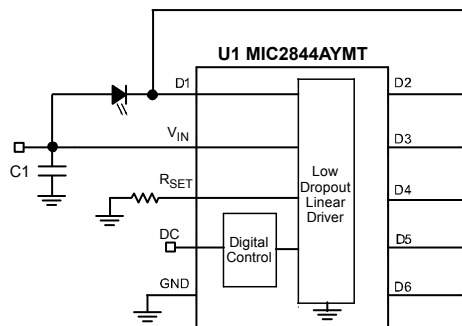 U1 MIC2844AYMT
D1
D2
VIN
D3
C1
RSET
D4
Low
Dropout
Linear
Driver
DC
Digital
Control
D5
GND
D6